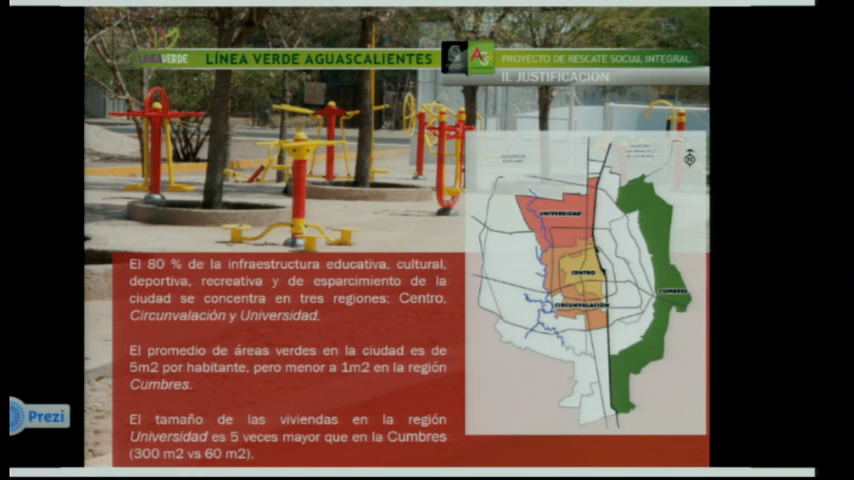 LINEAVERDE
LÍNEA VERDE AGUASCALIENTES
PROYECTO DE RESCATE SOCIAL INTEGRAL
II. JUSTIFICACIÓN
UNIVERSIDAD
CENTRO
CUMBRES
CIRCUNVALACIÓN
El 80 % de la infraestructura educativa, cultural,
deportiva, recreativa y de esparcimiento de la
ciudad se concentra en tres regiones: Centro,
Circunvalación y Universidad.
El promedio de áreas verdes en la ciudad es de
5m2 por habitante, pero menor a 1m2 en la región
Cumbres.
El tamaño de las viviendas en la región
Universidad es 5 veces mayor que en la Cumbres
(300 m2 vs 60 m2).
Prezi